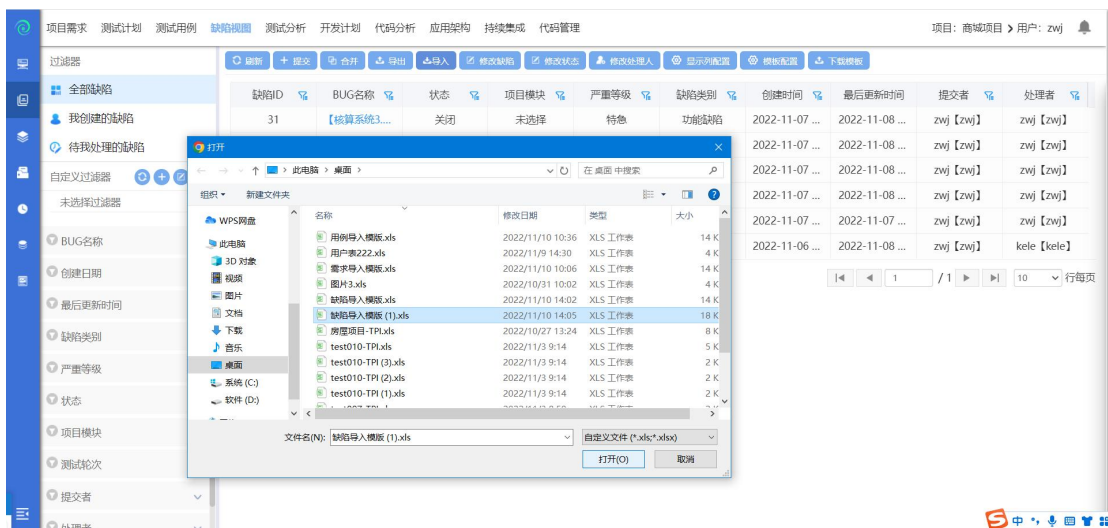 项目需求 测试计划 测试用例 缺陷视图 测试分析 开发计划 代码分析 应用架构 持续集成 代码管理 项目：商城项目 用户：zwj
过滤器 刷新 提交 合并 导出 导入 修改缺陷 修改状态 修改处理人 显示列配置 模板配置 下载模板
全部缺陷 缺陷ID BUG名称 状态 项目模块 严重等级 缺陷类别 创建时间 最后更新时间 提交者 处理者
我创建的缺陷 31 【核算系统3.... 关闭 未选择 特急 功能缺陷 2022-11-07 ... 2022-11-08 ... zwj【zwj】 zwj【zwj】
待我处理的缺陷 打开 2022-11-07 ... 2022-11-08 ... zwj【zwj】 zwj【zwj】
自定义过滤器 此电脑 桌面 在 桌面 中搜索 2022-11-07 ... 2022-11-08 ... zwj【zwj】 zwj【zwj】
未选择过滤器 组织 新建文件夹 2022-11-07 ... 2022-11-08 ... zwj【zwj】 zwj【zwj】
WPS网盘 名称 修改日期 类型 大小 2022-11-07 ... 2022-11-07 ... zwj【zwj】 zwj【zwj】
BUG名称 此电脑 用例导入模版.xls 2022/11/10 10:36 XLS 工作表 14 K 2022-11-06 ... 2022-11-08 ... zwj【zwj】 kele【kele】
3D 对象 用户表222.xls 2022/11/9 14:30 XLS 工作表 4 K
创建日期 视频 需求导入模版.xls 2022/11/10 10:06 XLS 工作表 14 K 1 / 1 10 行每页
图片 图片3.xls 2022/10/31 10:02 XLS 工作表 4 K
最后更新时间 文档 缺陷导入模版.xls 2022/11/10 14:02 XLS 工作表 14 K
缺陷导入模版 (1).xls 2022/11/10 14:05 XLS 工作表 18 K
缺陷类别 下载 房屋项目-TPI.xls 2022/10/27 13:24 XLS 工作表 8 K
音乐 test010-TPI.xls 2022/11/3 9:14 XLS 工作表 5 K
严重等级 桌面 test010-TPI (3).xls 2022/11/3 9:14 XLS 工作表 2 K
系统 (C:) test010-TPI (2).xls 2022/11/3 9:14 XLS 工作表 2 K
状态 软件 (D:) test010-TPI (1).xls 2022/11/3 9:14 XLS 工作表 2 K
项目模块 文件名(N): 缺陷导入模版 (1).xls 自定义文件 (*.xls;*.xlsx)
测试轮次 打开(O) 取消
提交者
处理者 中